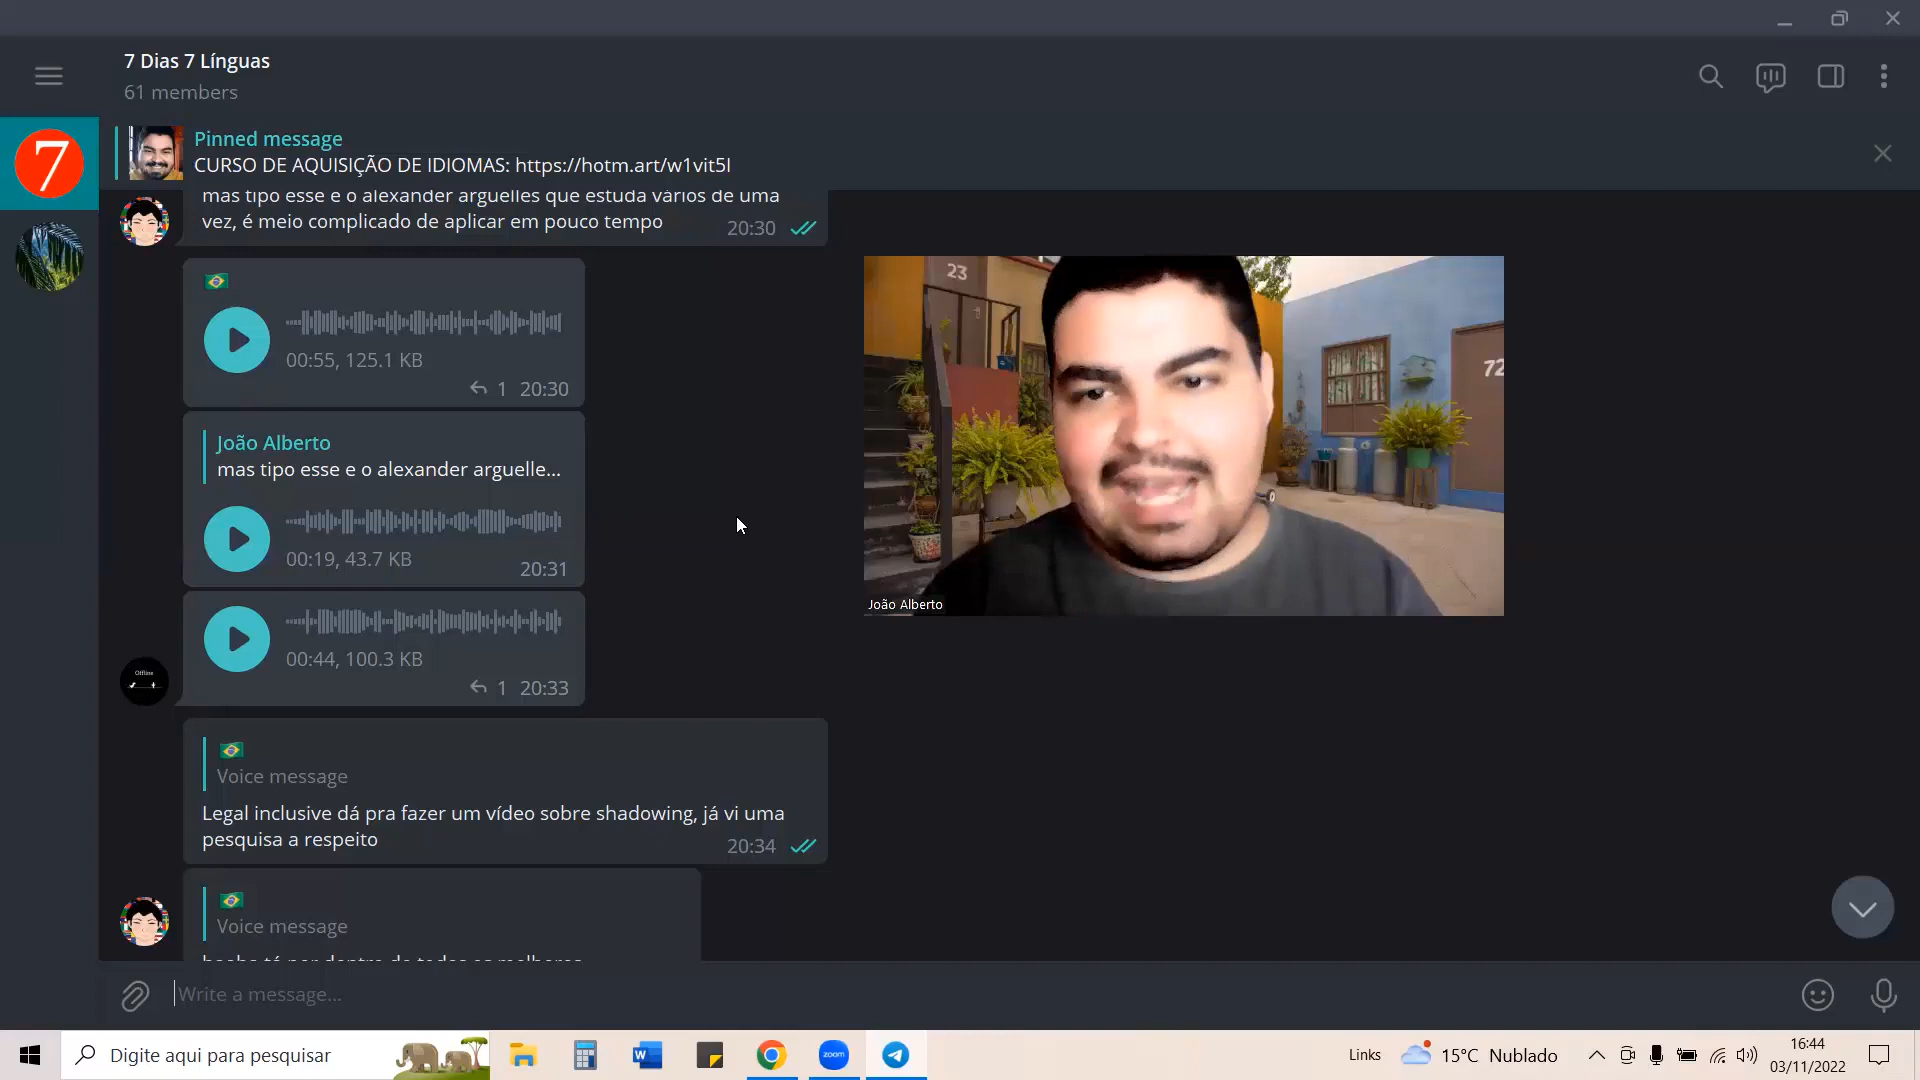 7 Dias 7 Línguas
61 members
7
Pinned message
CURSO DE AQUISIÇÃO DE IDIOMAS: https://hotm.art/w1vit5l
mas tipo esse e o alexander arguelles que estuda vários de uma
vez, é meio complicado de aplicar em pouco tempo
20:30
00:55, 125.1 KB
1 20:30
João Alberto
mas tipo esse e o alexander arguelle...
00:19, 43.7 KB
20:31
00:44, 100.3 KB
1 20:33
Offline
Voice message
Legal inclusive dá pra fazer um vídeo sobre shadowing, já vi uma
pesquisa a respeito
20:34
Voice message
23
72
João Alberto
Write a message...
Digite aqui para pesquisar
W
zoom
Links
15°C Nublado
16:44
03/11/2022